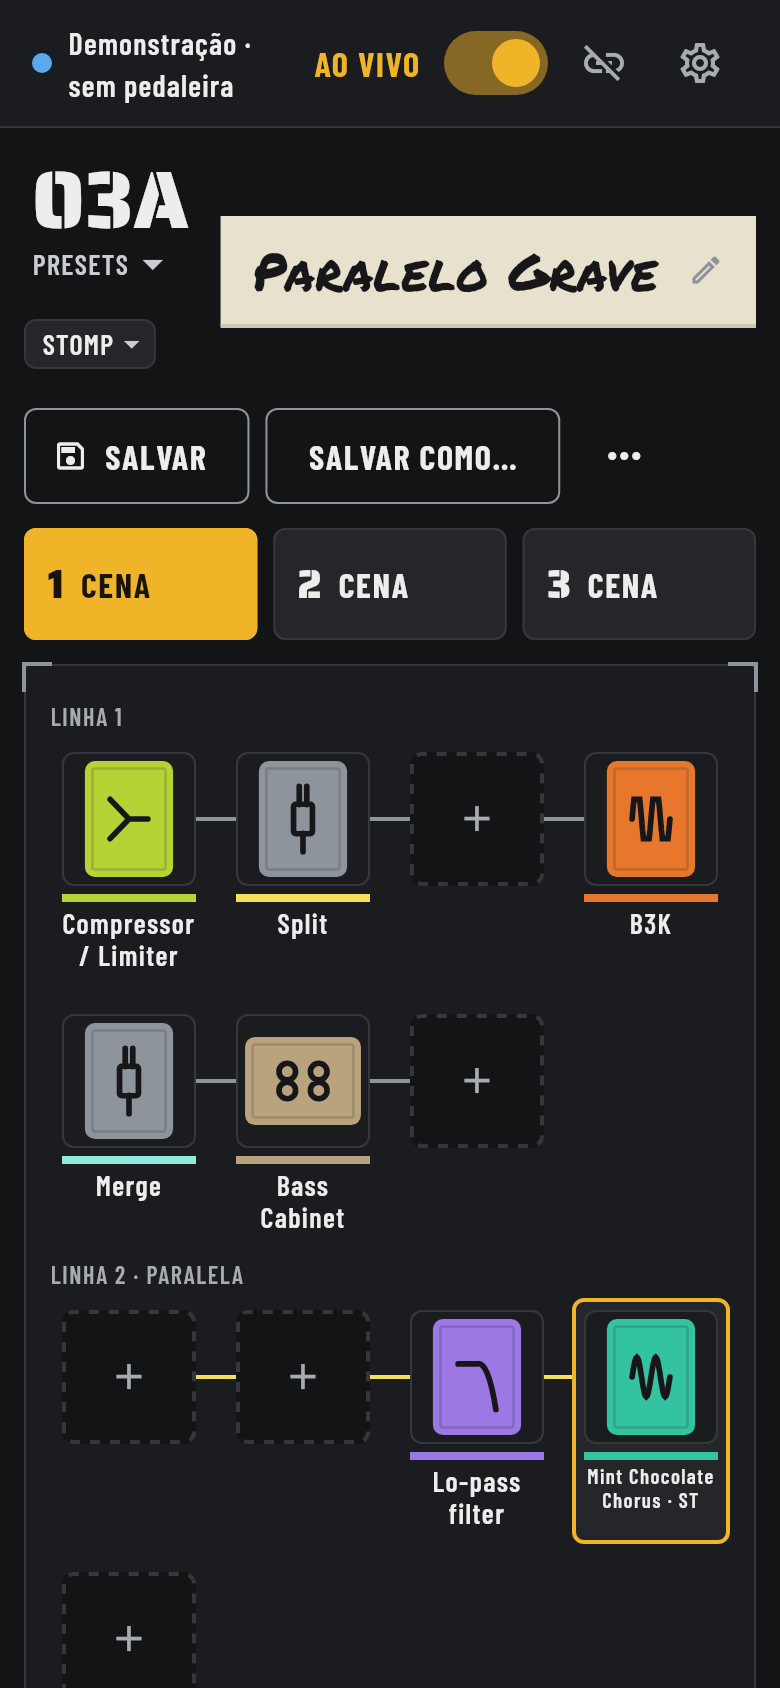 Demonstração ·
sem pedaleira
AO VIVO
03A
PRESETS
Paralelo Grave
STOMP
SALVAR
SALVAR COMO...
1 CENA
2 CENA
3 CENA
LINHA 1
Compressor
/ Limiter
Split
+
B3K
Merge
88
Bass
Cabinet
+
LINHA 2 · PARALELA
+
+
Lo-pass
filter
Mint Chocolate
Chorus · ST
+